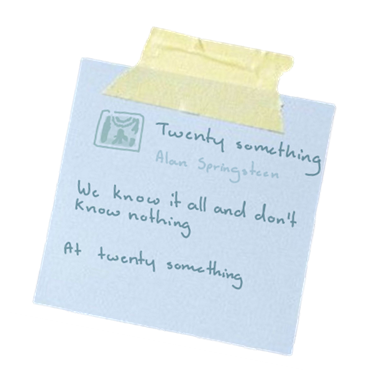 Twenty something
Alan Springsteen
We know it all and don't
know nothing
At twenty something